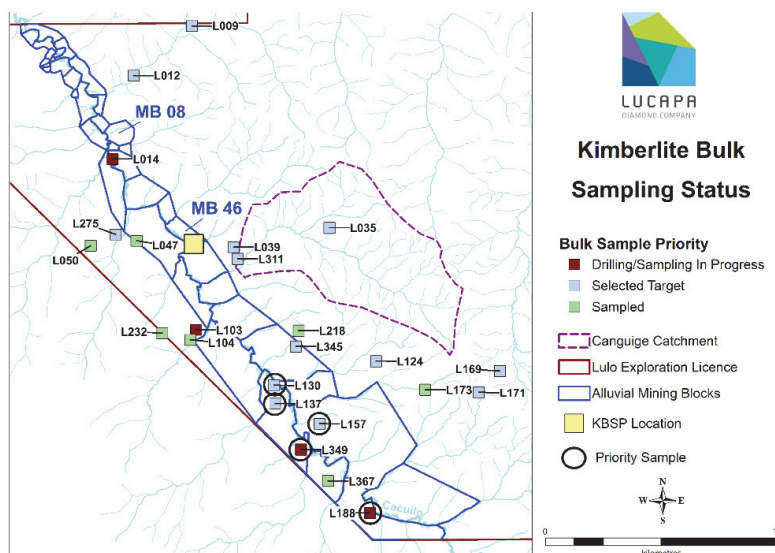 L009
L012
MB 08
L014
L275
L047
MB 46
L035
L050
L039
L311
L232
L103
L104
L218
L345
L124
L169
L130
L173
L171
L137
L157
L349
L367
L188
Cacuilo
LUCAPA
DIAMOND COMPANY
Kimberlite Bulk
Sampling Status
Bulk Sample Priority
Drilling/Sampling In Progress
Selected Target
Sampled
Canguige Catchment
Lulo Exploration Licence
Alluvial Mining Blocks
KBSP Location
Priority Sample
N
W E
S
0